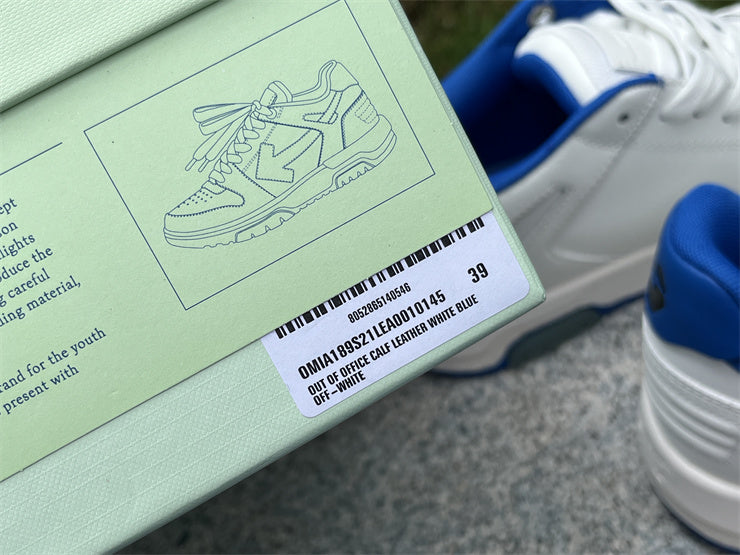 ept
son
lights
oduce the
g careful
ding material,
rand for the youth
present with
8052865140546
39
OMIA189S21LEA0010145
OUT OF OFFICE CALF LEATHER WHITE BLUE
OFF-WHITE